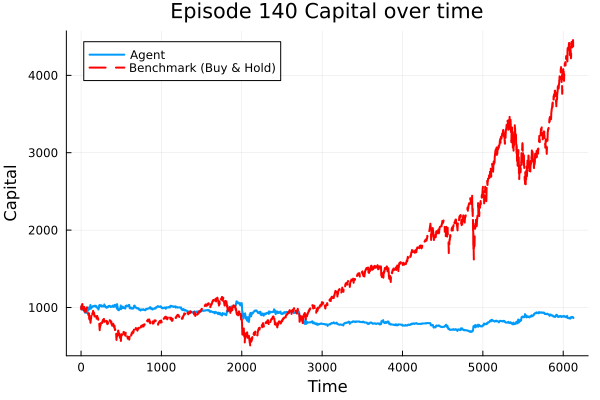 Episode 140 Capital over time
Agent
Benchmark (Buy & Hold)
Capital
4000
3000
2000
1000
0
1000
2000
3000
4000
5000
6000
Time